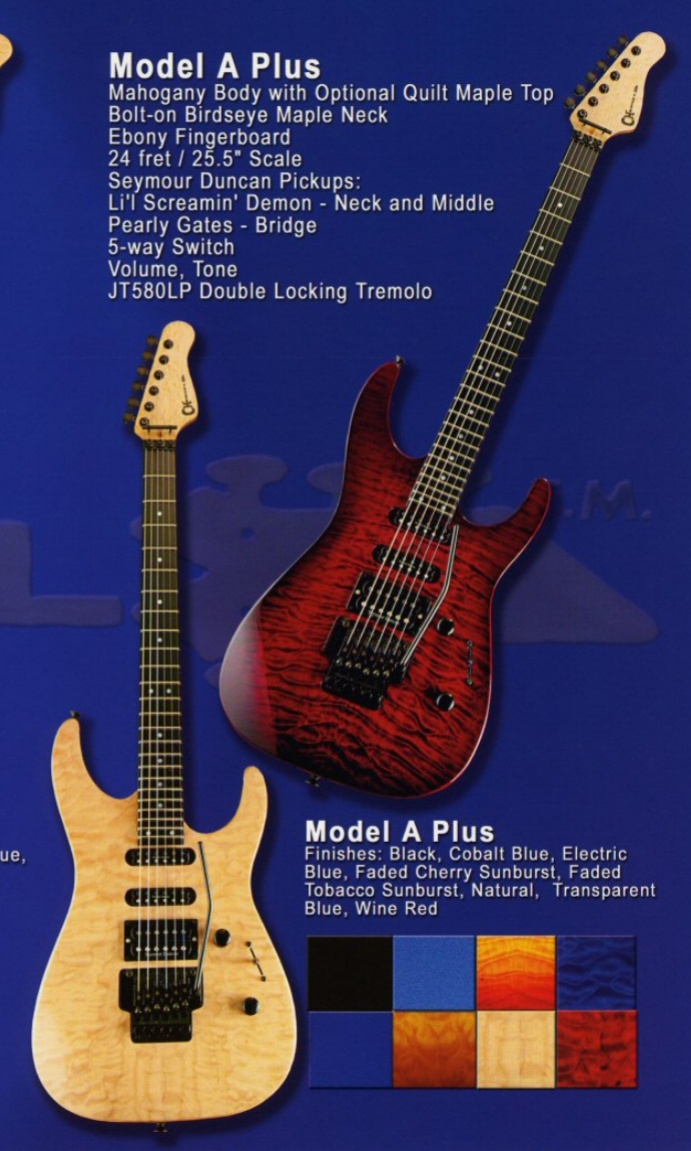 Model A Plus
Mahogany Body with Optional Quilt Maple Top
Bolt-on Birdseye Maple Neck
Ebony Fingerboard
24 fret / 25.5" Scale
Seymour Duncan Pickups:
Li'l Screamin' Demon - Neck and Middle
Pearly Gates - Bridge
5-way Switch
Volume, Tone
JT580LP Double Locking Tremolo
L
.M.
ue,
Model A Plus
Finishes: Black, Cobalt Blue, Electric
Blue, Faded Cherry Sunburst, Faded
Tobacco Sunburst, Natural,  Transparent
Blue, Wine Red